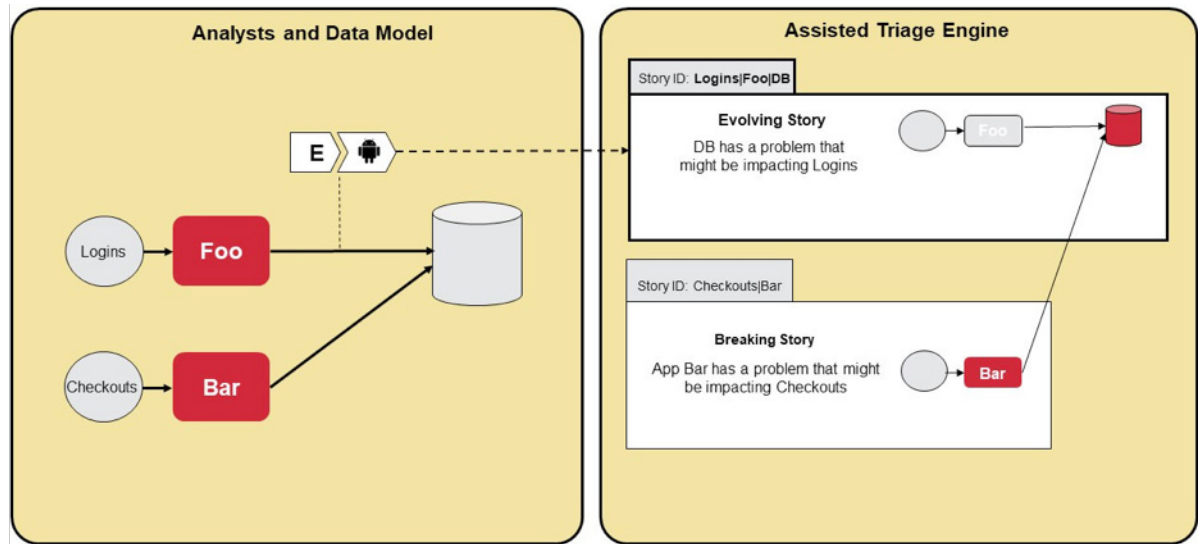 Analysts and Data Model
E
Logins
Foo
Checkouts
Bar
Assisted Triage Engine
Story ID: Logins|Foo|DB
Evolving Story
DB has a problem that
might be impacting Logins
Foo
Story ID: Checkouts|Bar
Breaking Story
App Bar has a problem that might
be impacting Checkouts
Bar